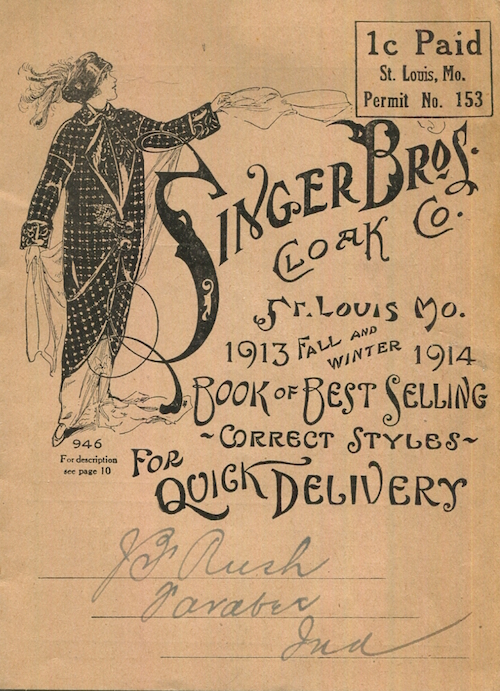 1c Paid
St. Louis, Mo.
Permit No. 153
SINGER BROS.
CLOAK CO.
ST. LOUIS MO.
1913 FALL AND WINTER 1914
BOOK OF BEST SELLING
~CORRECT STYLES~
FOR
QUICK DELIVERY
946
For description
see page 10
Rush
Ind